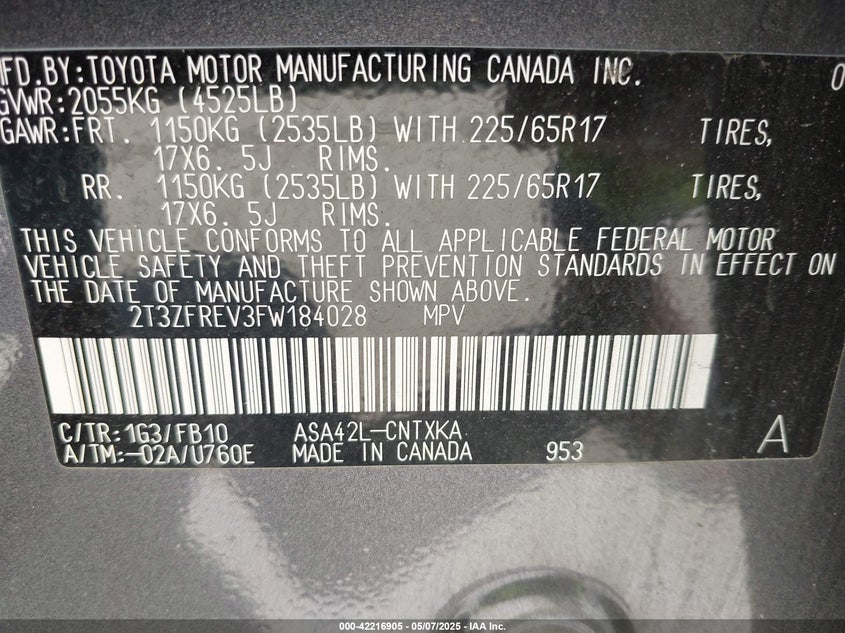 MFD.BY:TOYOTA MOTOR MANUFACTURING CANADA INC. 0
GVWR:2055KG (4525LB)
GAWR:FRT. 1150KG (2535LB) WITH 225/65R17 TIRES,
17X6. 5J RIMS.
RR. 1150KG (2535LB) WITH 225/65R17 TIRES,
17X6. 5J RIMS.
THIS VEHICLE CONFORMS TO ALL APPLICABLE FEDERAL MOTOR
VEHICLE SAFETY AND THEFT PREVENTION STANDARDS IN EFFECT ON
THE DATE OF MANUFACTURE SHOWN ABOVE.
2T3ZFREV3FW184028 MPV
C/TR:1G3/FB10 ASA42L-CNTXKA
A/TM:-02A/U760E MADE IN CANADA 953 A
000-42216905 - 05/07/2025 - IAA Inc.